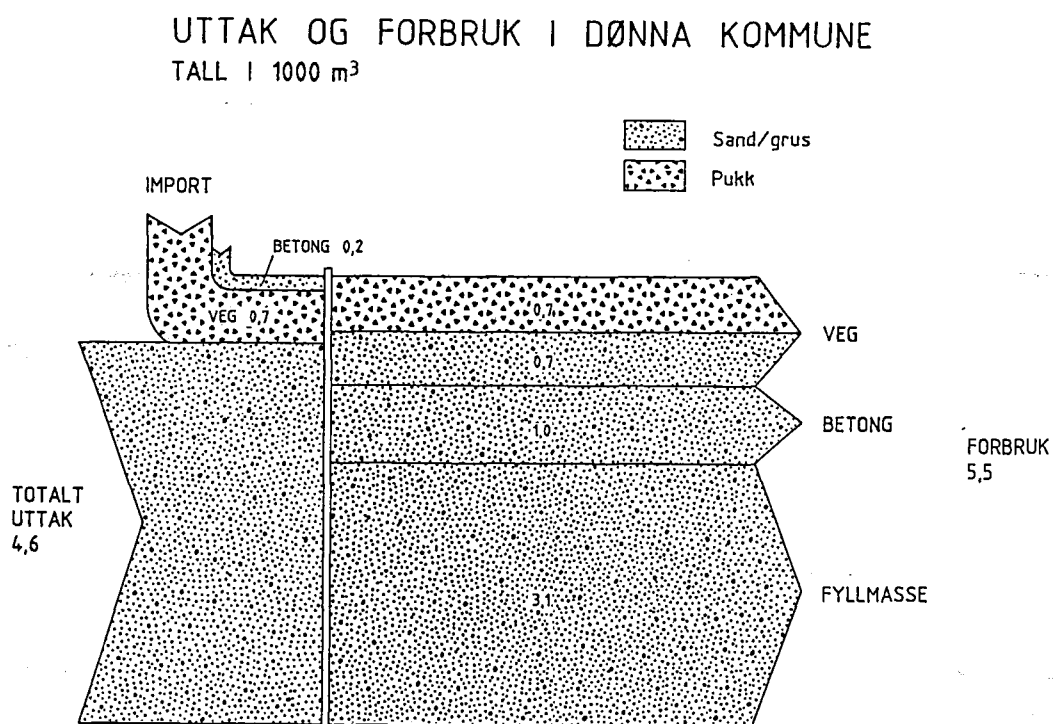 UTTAK OG FORBRUK I DØNNA KOMMUNE
TALL I 1000 m³
Sand/grus
Pukk
IMPORT
BETONG 0,2
VEG 0,7
0,7
0,7
1,0
3,1
VEG
BETONG
FYLLMASSE
FORBRUK
5,5
TOTALT
UTTAK
4,6